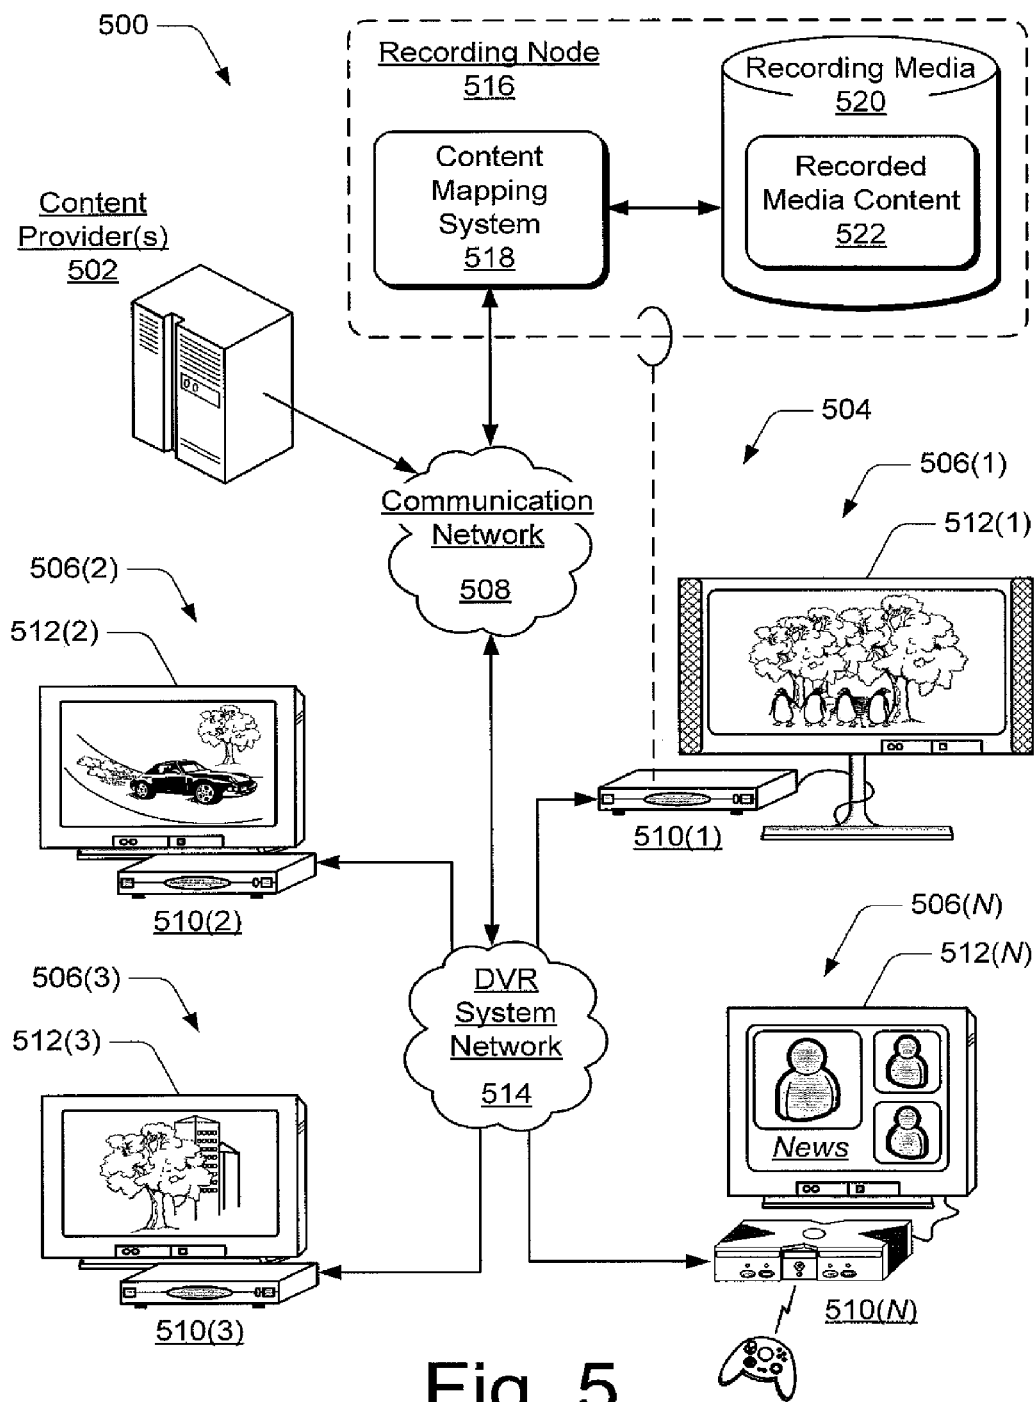 500
Recording Node
516
Recording Media
520
Content
Mapping
System
518
Recorded
Media Content
522
Content
Provider(s)
502
504
506(1)
512(1)
Communication
Network
508
506(2)
512(2)
510(1)
510(2)
506(N)
512(N)
DVR
System
Network
514
506(3)
512(3)
News
510(3)
510(N)
Fig. 5